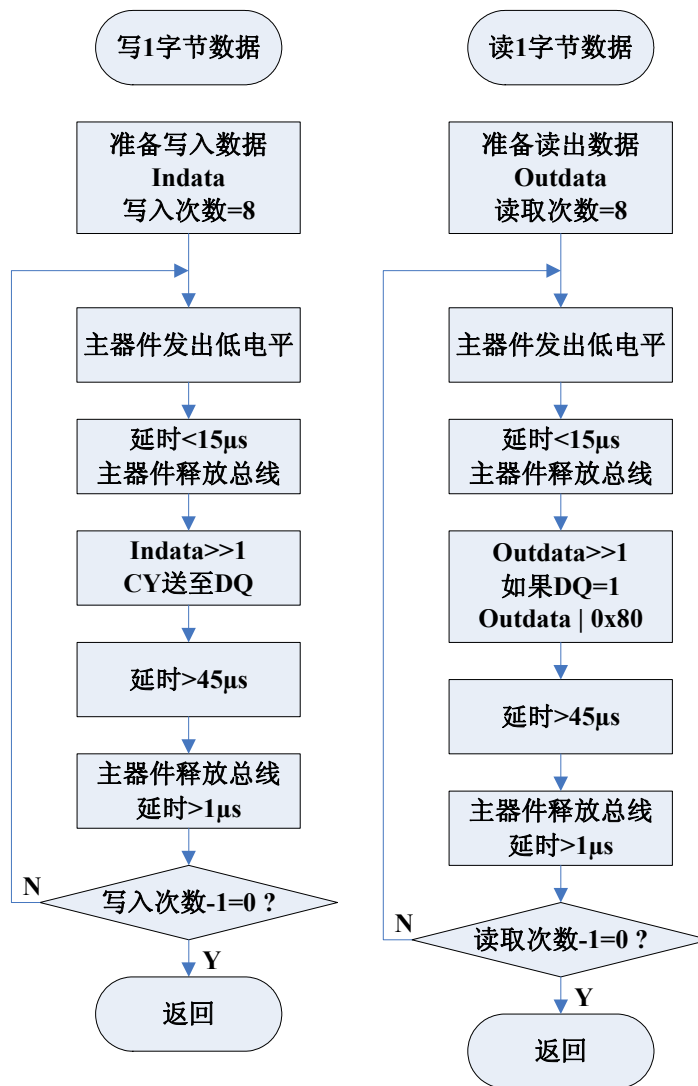 写1字节数据
准备写入数据
Indata
写入次数=8
主器件发出低电平
延时<15μs
主器件释放总线
Indata>>1
CY送至DQ
延时>45μs
主器件释放总线
延时>1μs
写入次数-1=0 ?
N
Y
返回
读1字节数据
准备读出数据
Outdata
读取次数=8
主器件发出低电平
延时<15μs
主器件释放总线
Outdata>>1
如果DQ=1
Outdata | 0x80
延时>45μs
主器件释放总线
延时>1μs
读取次数-1=0 ?
N
Y
返回